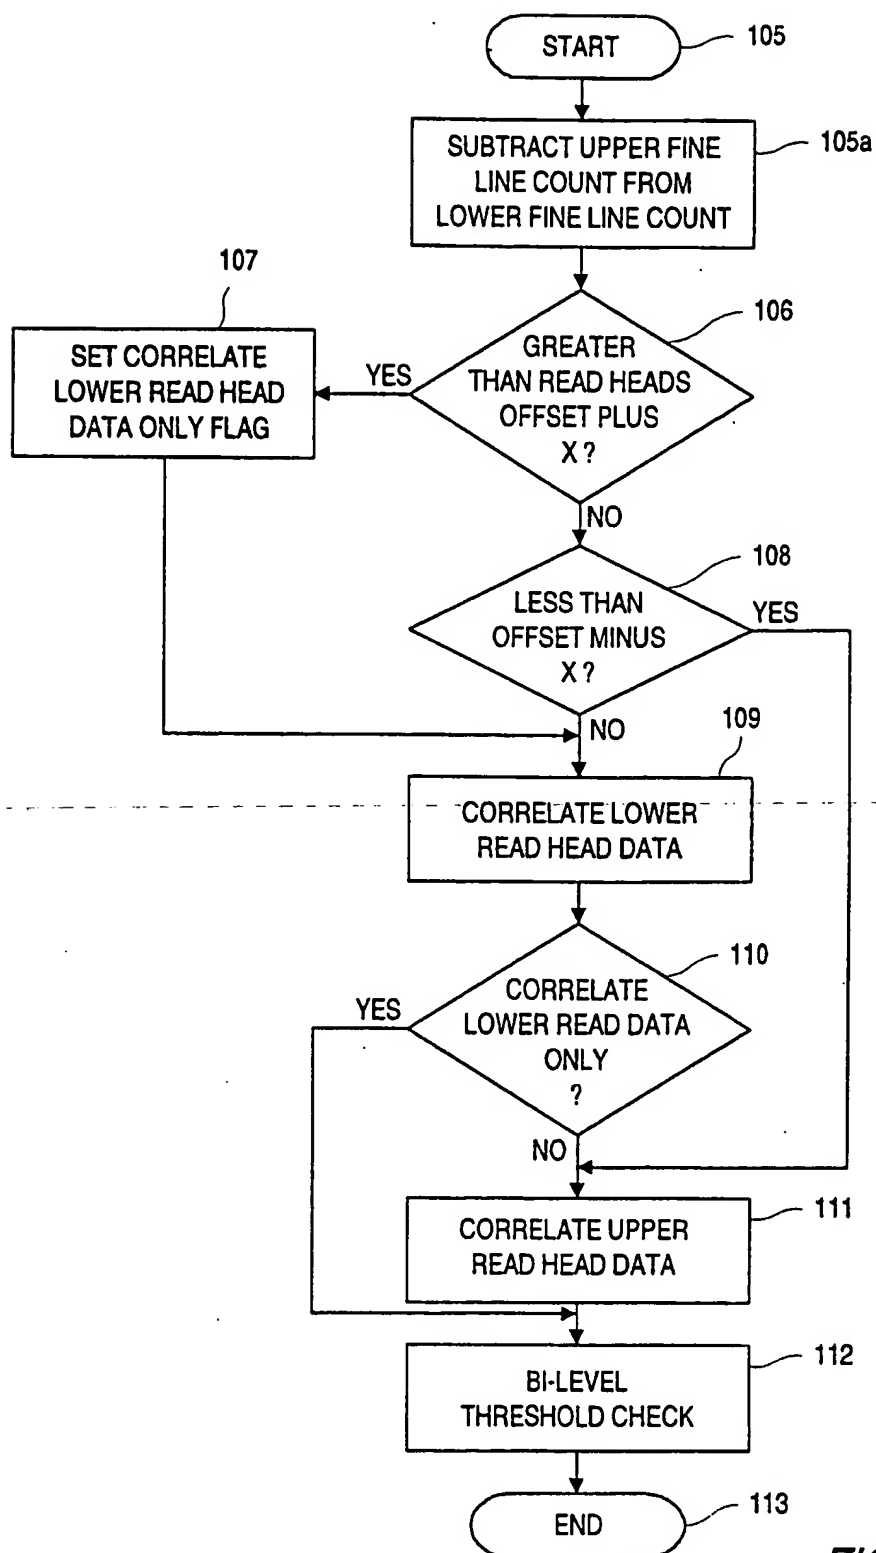 START
105
SUBTRACT UPPER FINE
LINE COUNT FROM
LOWER FINE LINE COUNT
105a
107
106
SET CORRELATE
LOWER READ HEAD
DATA ONLY FLAG
YES
GREATER
THAN READ HEADS
OFFSET PLUS
X ?
NO
108
LESS THAN
OFFSET MINUS
X ?
YES
NO
109
CORRELATE LOWER
READ HEAD DATA
110
YES
CORRELATE
LOWER READ DATA
ONLY
?
NO
111
CORRELATE UPPER
READ HEAD DATA
112
BI-LEVEL
THRESHOLD CHECK
113
END